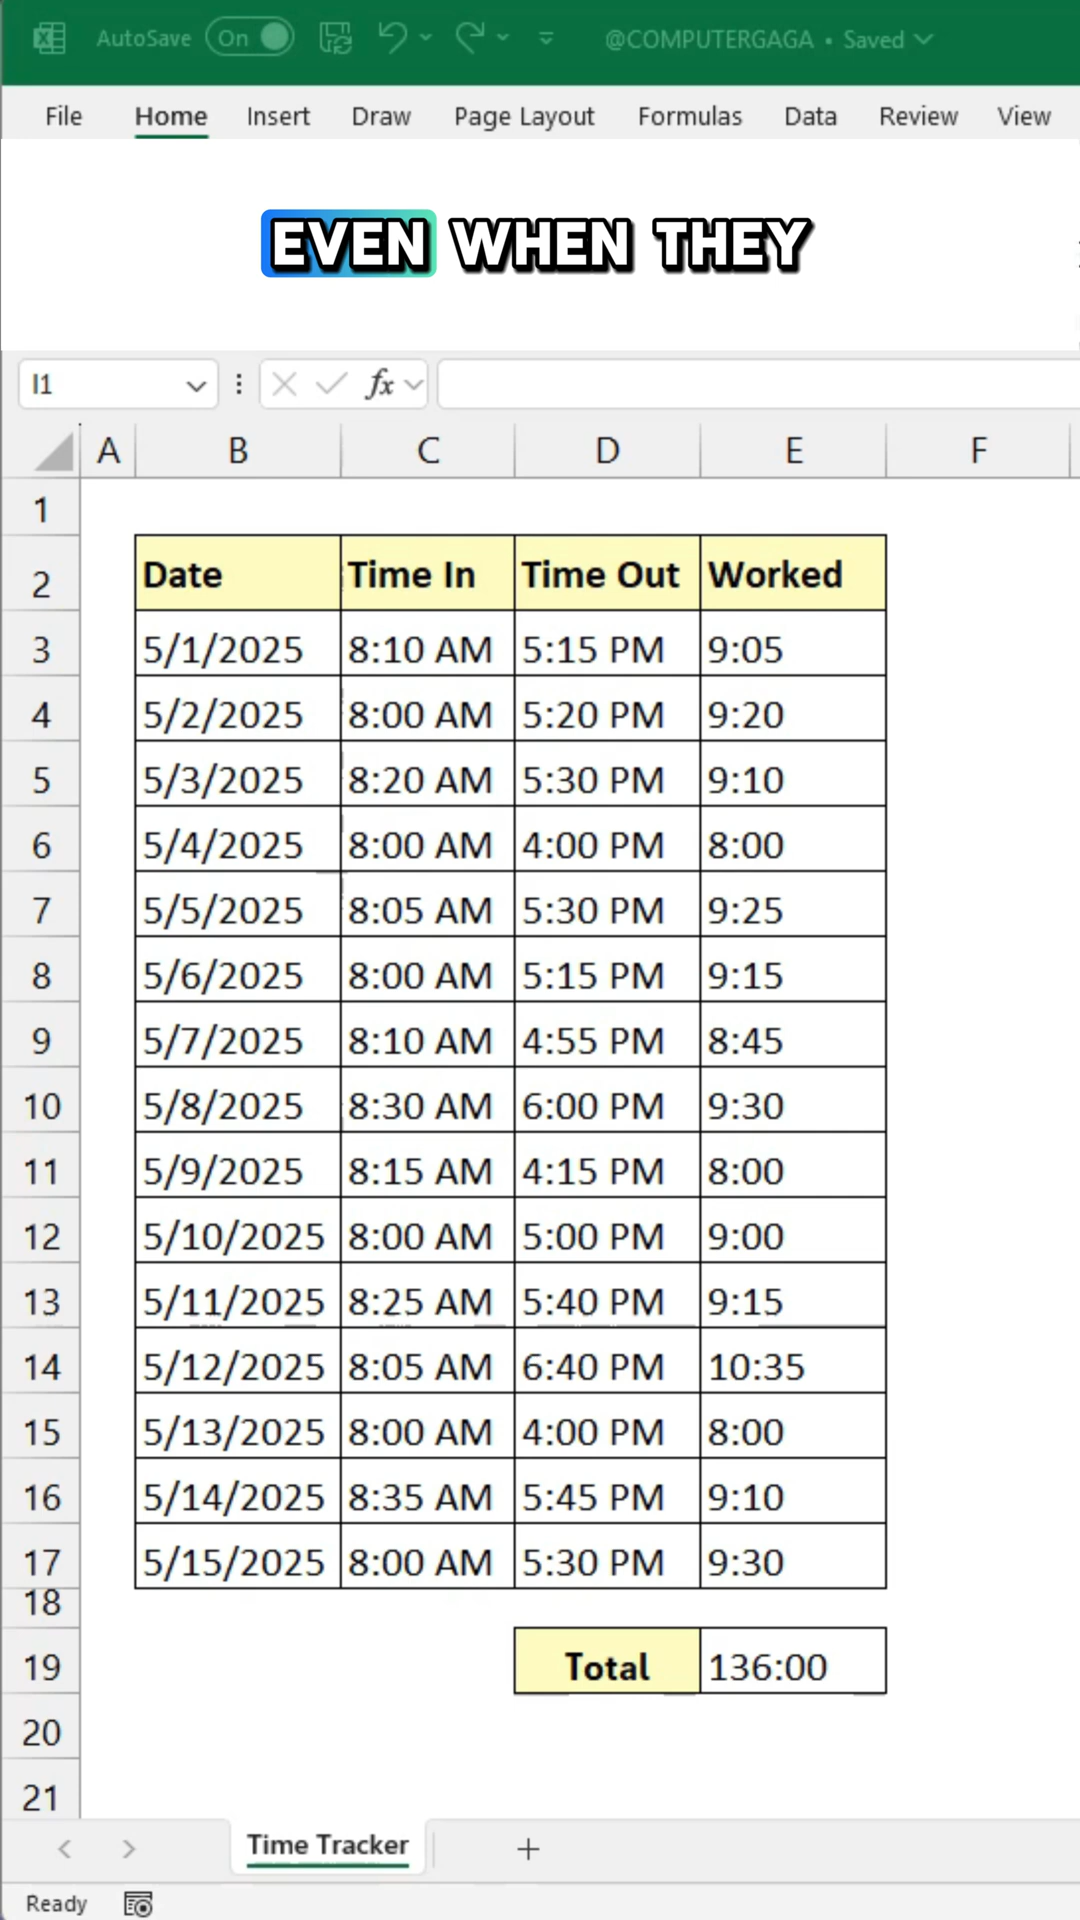 AutoSave On @COMPUTERGAGA • Saved
File Home Insert Draw Page Layout Formulas Data Review View
EVEN WHEN THEY
I1 fx
A B C D E F
1
2 Date Time In Time Out Worked
3 5/1/2025 8:10 AM 5:15 PM 9:05
4 5/2/2025 8:00 AM 5:20 PM 9:20
5 5/3/2025 8:20 AM 5:30 PM 9:10
6 5/4/2025 8:00 AM 4:00 PM 8:00
7 5/5/2025 8:05 AM 5:30 PM 9:25
8 5/6/2025 8:00 AM 5:15 PM 9:15
9 5/7/2025 8:10 AM 4:55 PM 8:45
10 5/8/2025 8:30 AM 6:00 PM 9:30
11 5/9/2025 8:15 AM 4:15 PM 8:00
12 5/10/2025 8:00 AM 5:00 PM 9:00
13 5/11/2025 8:25 AM 5:40 PM 9:15
14 5/12/2025 8:05 AM 6:40 PM 10:35
15 5/13/2025 8:00 AM 4:00 PM 8:00
16 5/14/2025 8:35 AM 5:45 PM 9:10
17 5/15/2025 8:00 AM 5:30 PM 9:30
18
19 Total 136:00
20
21
Time Tracker
Ready